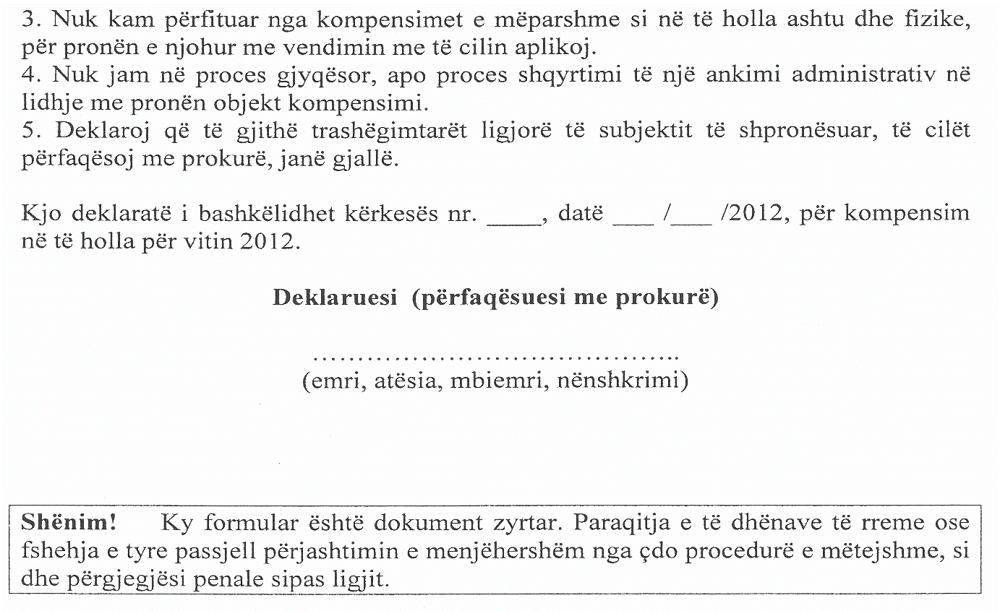 3. Nuk kam përfituar nga kompensimet e mëparshme si në të holla ashtu dhe fizike,
për pronën e njohur me vendimin me të cilin aplikoj.
4. Nuk jam në proces gjyqësor, apo proces shqyrtimi të një ankimi administrativ në
lidhje me pronën objekt kompensimi.
5. Deklaroj që të gjithë trashëgimtarët ligjorë të subjektit të shpronësuar, të cilët
përfaqësoj me prokurë, janë gjallë.
Kjo deklaratë i bashkëlidhet kërkesës nr. ____, datë ___ /___ /2012, për kompensim
në të holla për vitin 2012.
Deklaruesi (përfaqësuesi me prokurë)
..........................................
(emri, atësia, mbiemri, nënshkrimi)
Shënim! Ky formular është dokument zyrtar. Paraqitja e të dhënave të rreme ose
fshehja e tyre passjell përjashtimin e menjëhershëm nga çdo procedurë e mëtejshme, si
dhe përgjegjësi penale sipas ligjit.